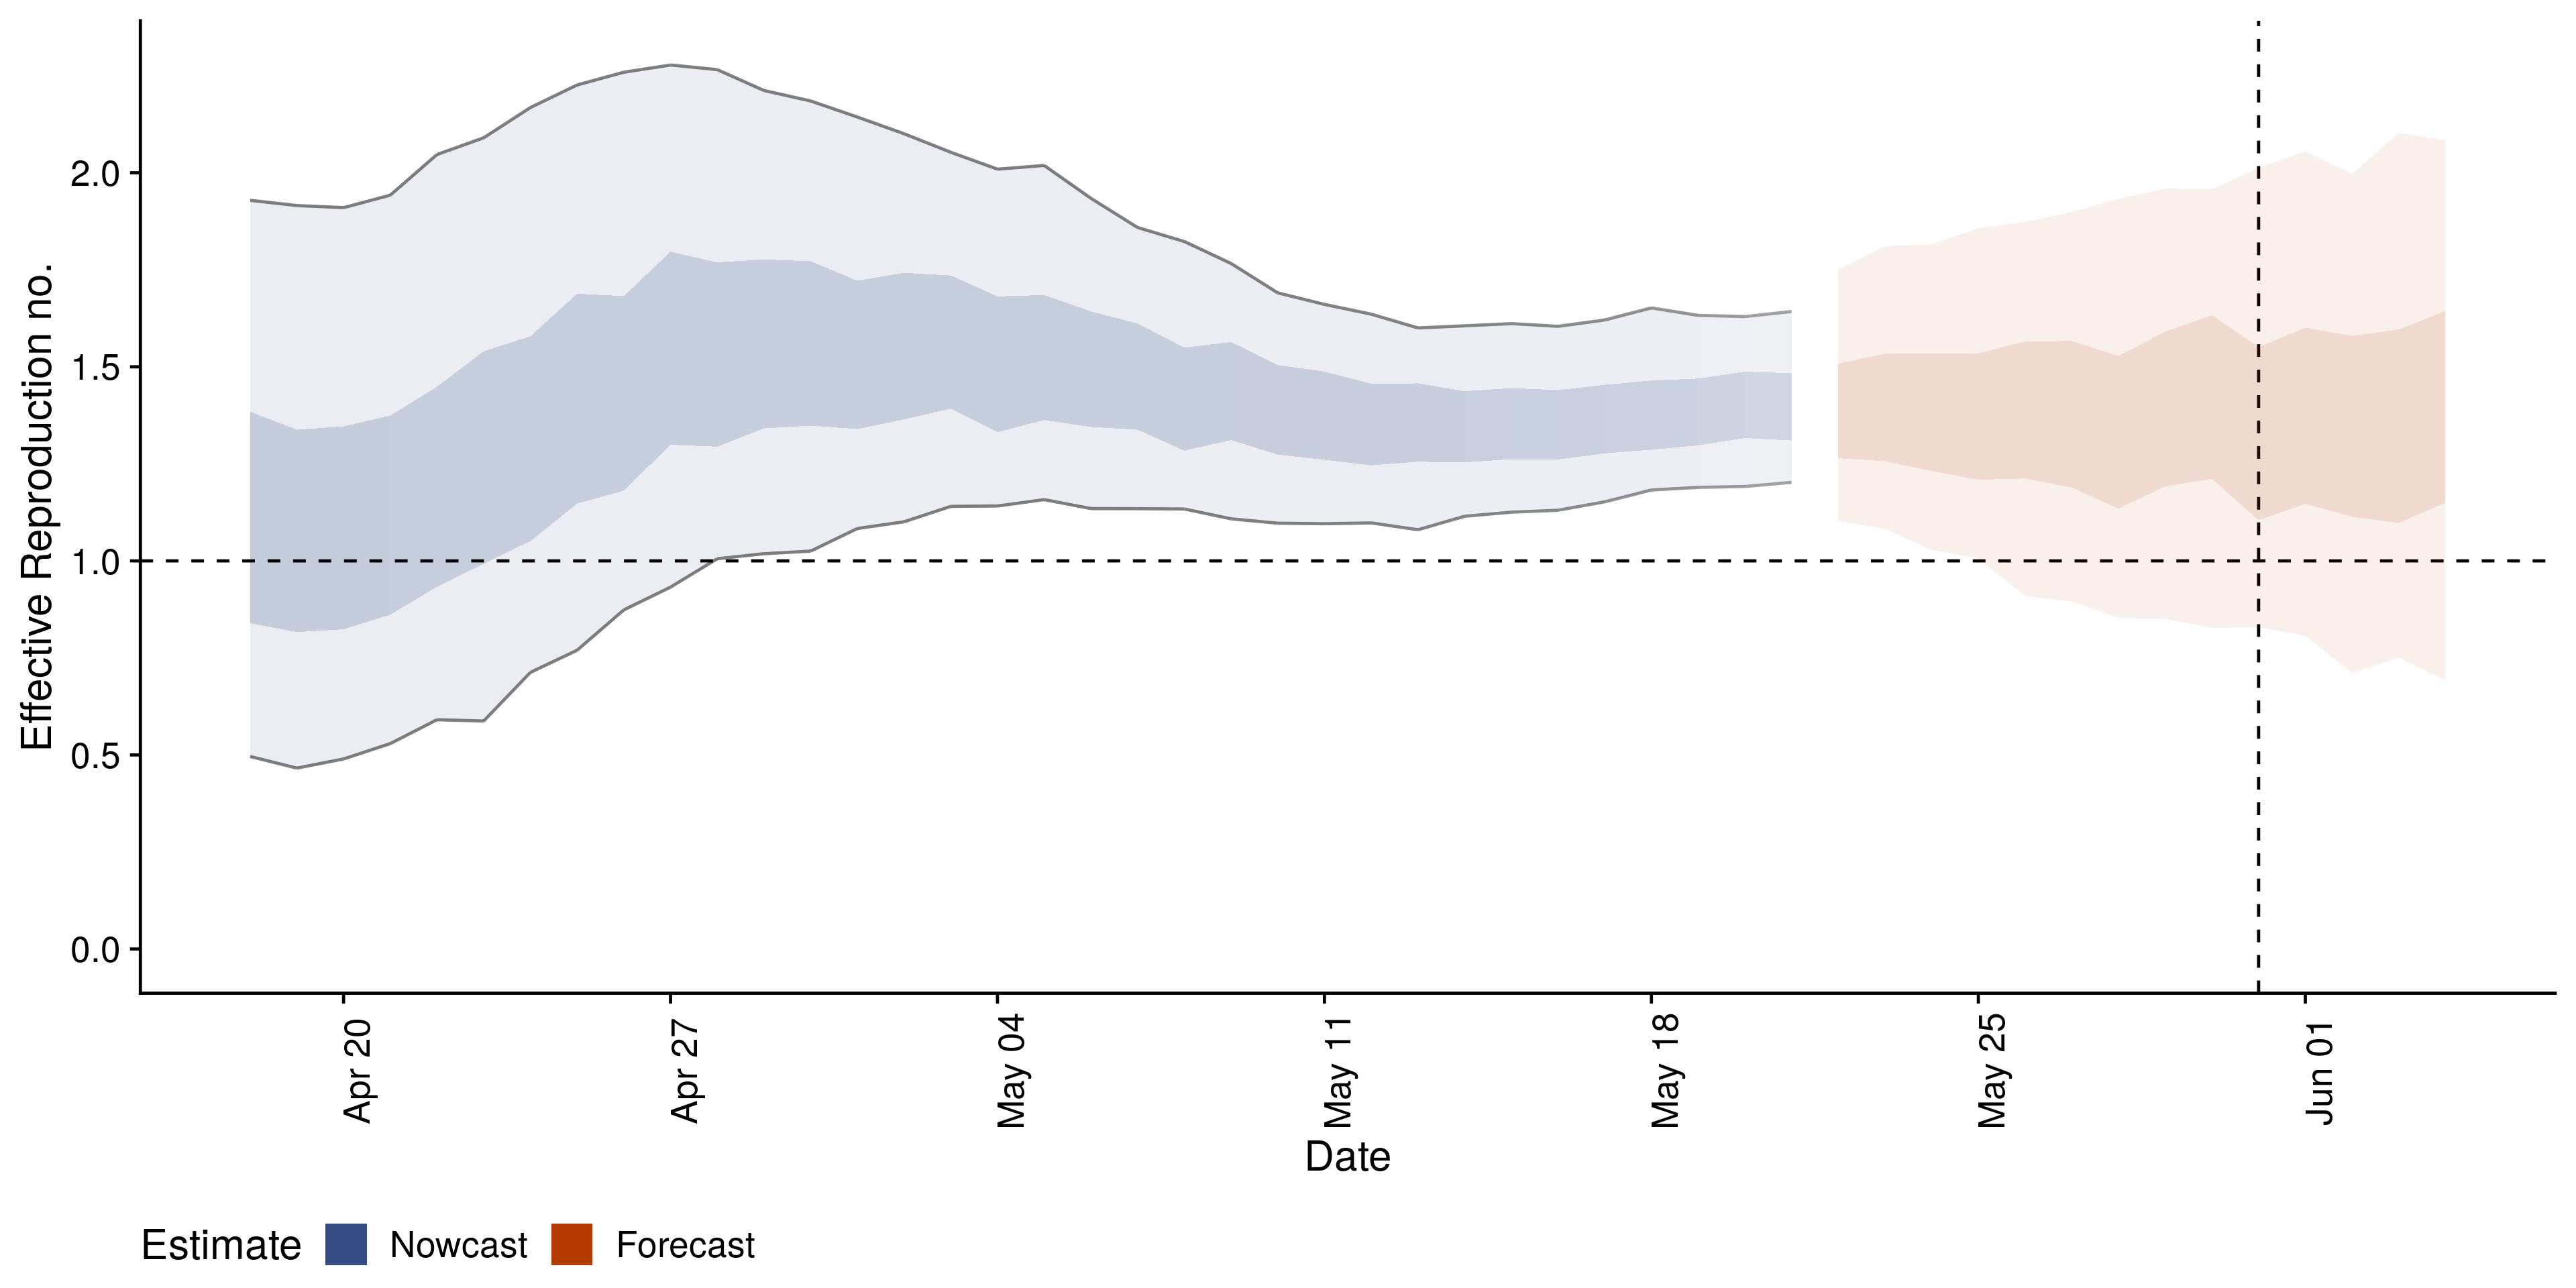 Effective Reproduction no.
2.0
1.5
1.0
0.5
0.0
Apr 20
Apr 27
May 04
May 11
May 18
May 25
Jun 01
Date
Estimate Nowcast Forecast